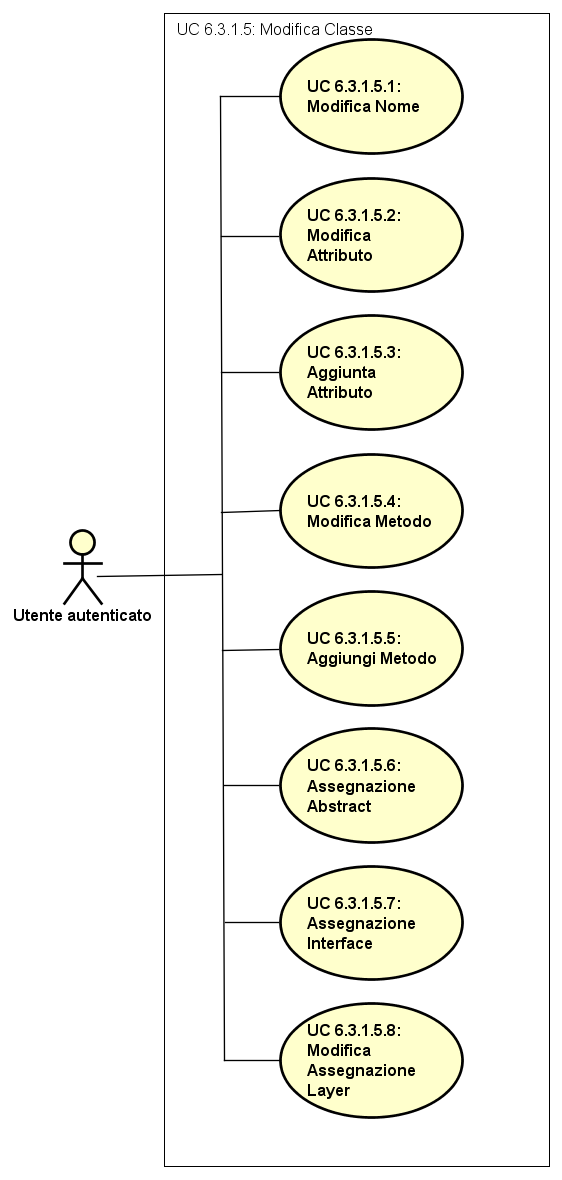 UC 6.3.1.5: Modifica Classe
UC 6.3.1.5.1:
Modifica Nome
UC 6.3.1.5.2:
Modifica
Attributo
UC 6.3.1.5.3:
Aggiunta
Attributo
UC 6.3.1.5.4:
Modifica Metodo
Utente autenticato
UC 6.3.1.5.5:
Aggiungi Metodo
UC 6.3.1.5.6:
Assegnazione
Abstract
UC 6.3.1.5.7:
Assegnazione
Interface
UC 6.3.1.5.8:
Modifica
Assegnazione
Layer